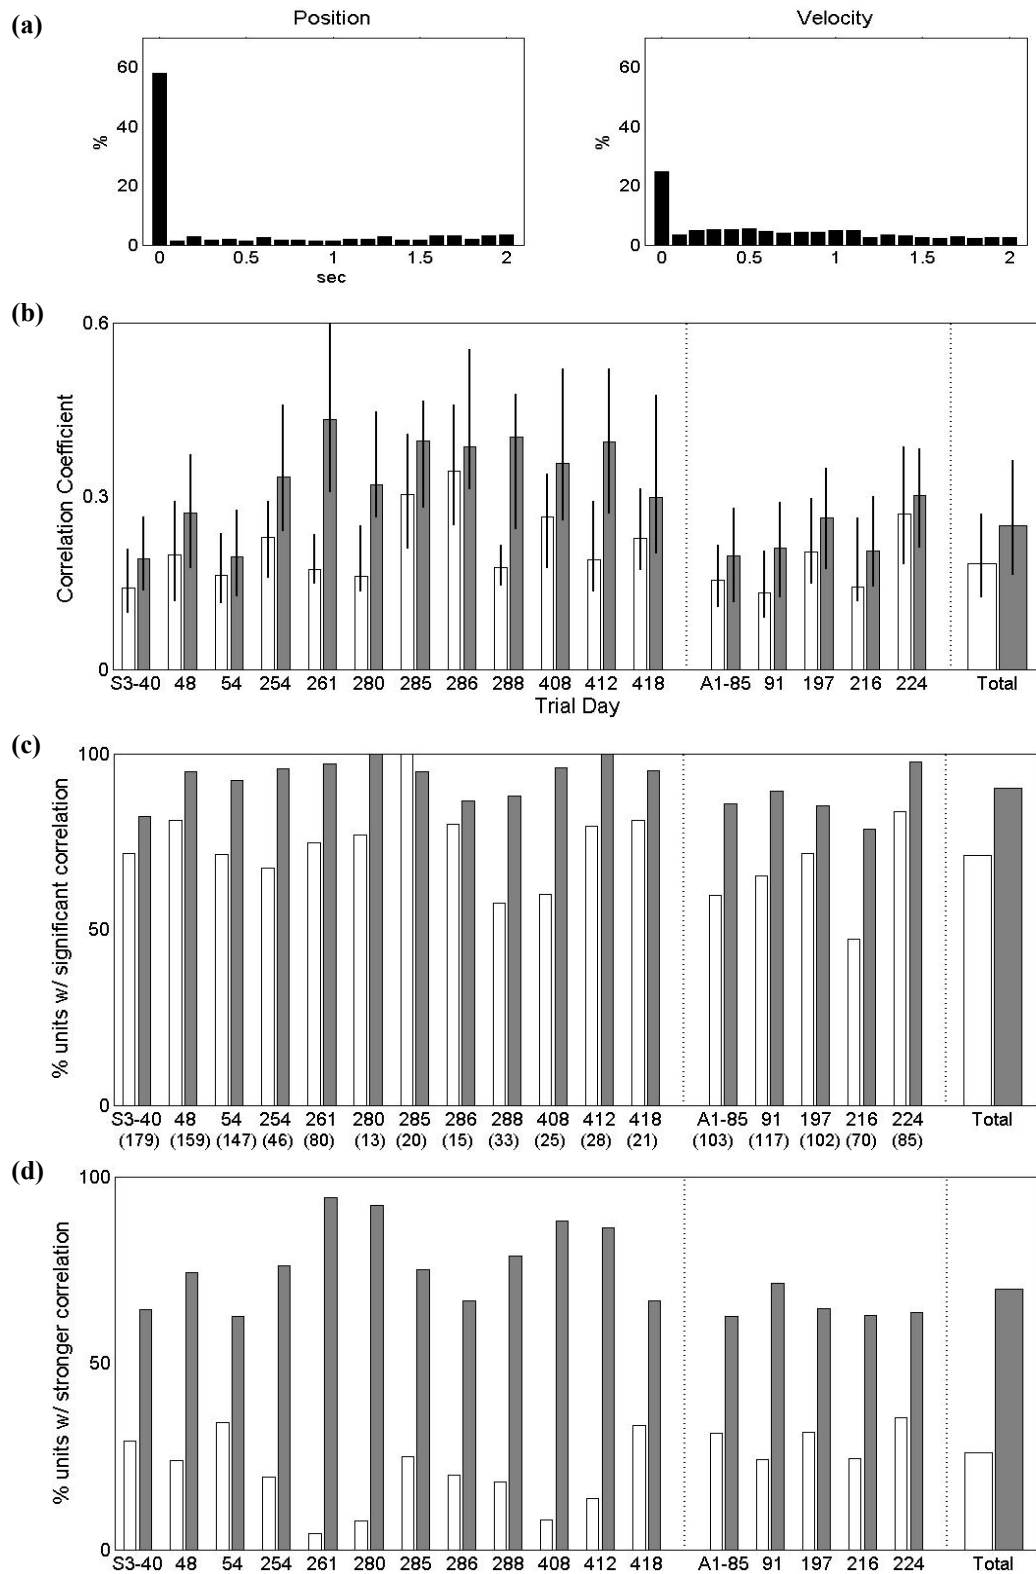 (a)
Position
Velocity
60
40
20
0
%
0 0.5 1 1.5 2
sec
60
40
20
0
%
0 0.5 1 1.5 2
(b)
0.6
0.3
0
Correlation Coefficient
S3-40 48 54 254 261 280 285 286 288 408 412 418 A1-85 91 197 216 224 Total
Trial Day
(c)
100
50
0
% units w/ significant correlation
S3-40 48 54 254 261 280 285 286 288 408 412 418 A1-85 91 197 216 224 Total
(179) (159) (147) (46) (80) (13) (20) (15) (33) (25) (28) (21) (103) (117) (102) (70) (85)
(d)
100
50
0
% units w/ stronger correlation
S3-40 48 54 254 261 280 285 286 288 408 412 418 A1-85 91 197 216 224 Total